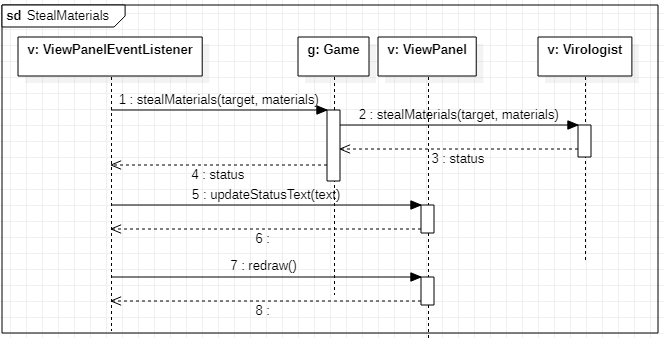 sd StealMaterials
v: ViewPanelEventListener
g: Game
v: ViewPanel
v: Virologist
1 : stealMaterials(target, materials)
2 : stealMaterials(target, materials)
3 : status
4 : status
5 : updateStatusText(text)
6 :
7 : redraw()
8 :